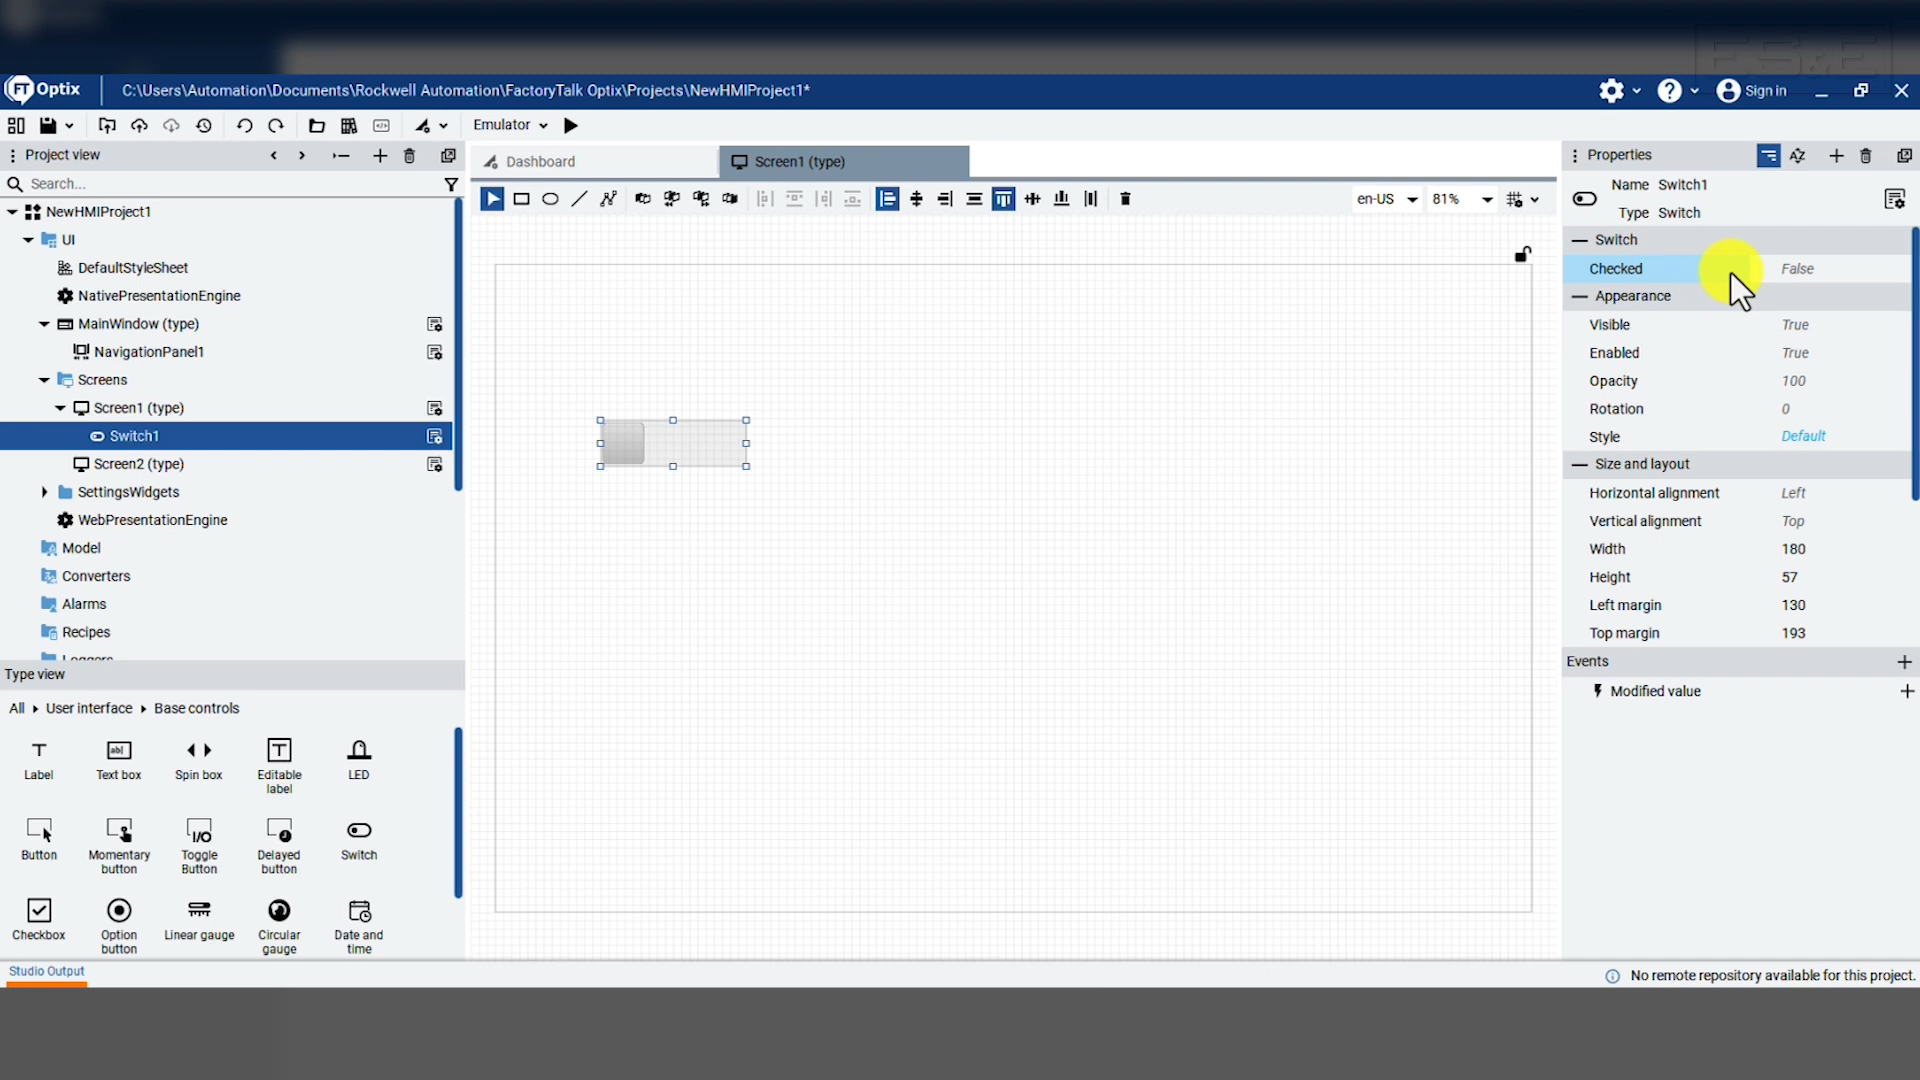 FT Optix C:\Users\Automation\Documents\Rockwell Automation\FactoryTalk Optix\Projects\NewHMIProject1* Sign in
Emulator
Project view
Search...
NewHMIProject1
UI
DefaultStyleSheet
NativePresentationEngine
MainWindow (type)
NavigationPanel1
Screens
Screen1 (type)
Switch1
Screen2 (type)
SettingsWidgets
WebPresentationEngine
Model
Converters
Alarms
Recipes
Loggers
Type view
All User interface Base controls
Label Text box Spin box Editable label LED
Button Momentary button Toggle Button Delayed button Switch
Checkbox Option button Linear gauge Circular gauge Date and time
Studio Output
Dashboard Screen1 (type)
en-US 81%
Properties
Name Switch1
Type Switch
Switch
Checked False
Appearance
Visible True
Enabled True
Opacity 100
Rotation 0
Style Default
Size and layout
Horizontal alignment Left
Vertical alignment Top
Width 180
Height 57
Left margin 130
Top margin 193
Events
Modified value
No remote repository available for this project.